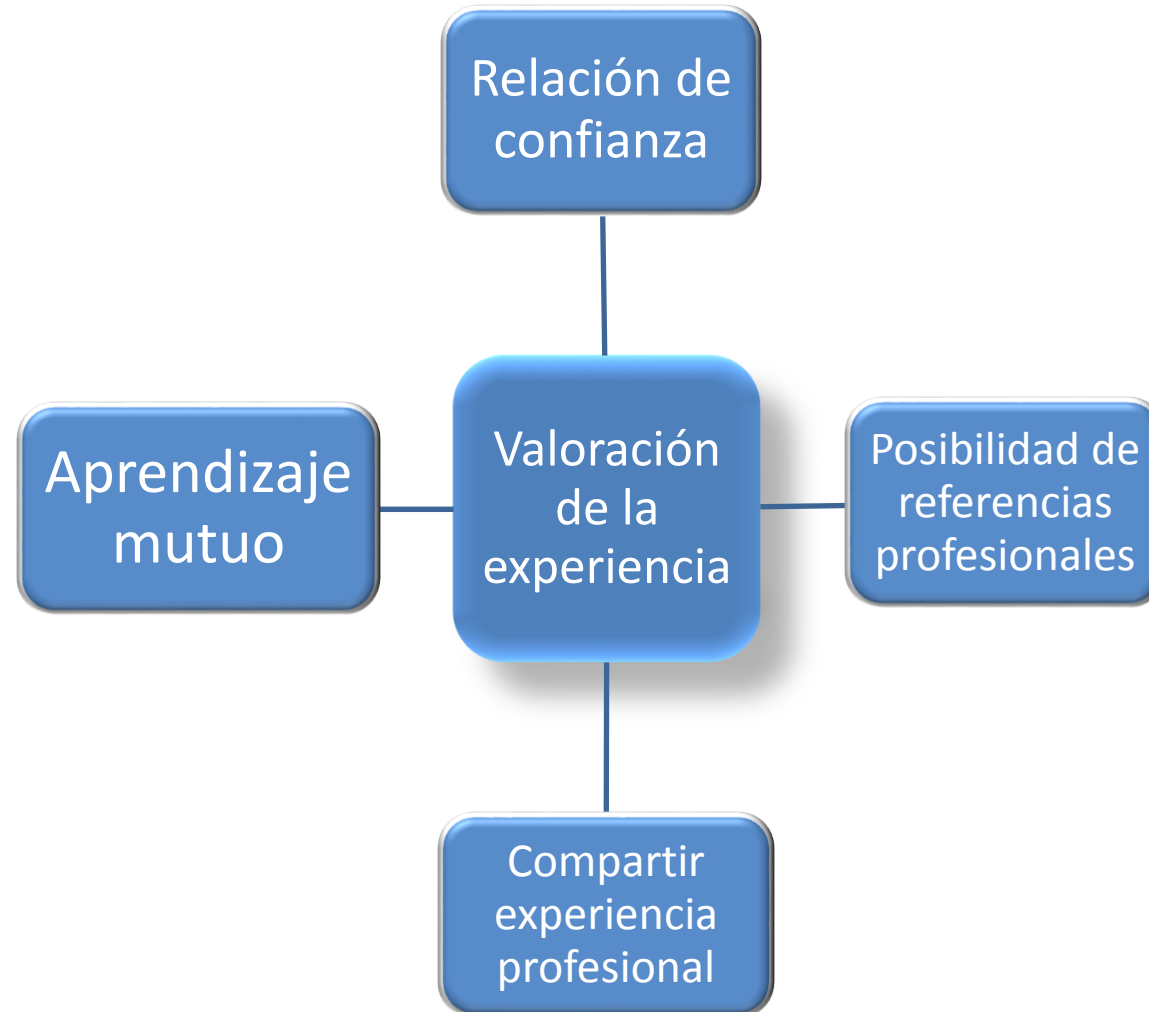 Relación de
confianza
Aprendizaje
mutuo
Valoración
de la
experiencia
Posibilidad de
referencias
profesionales
Compartir
experiencia
profesional